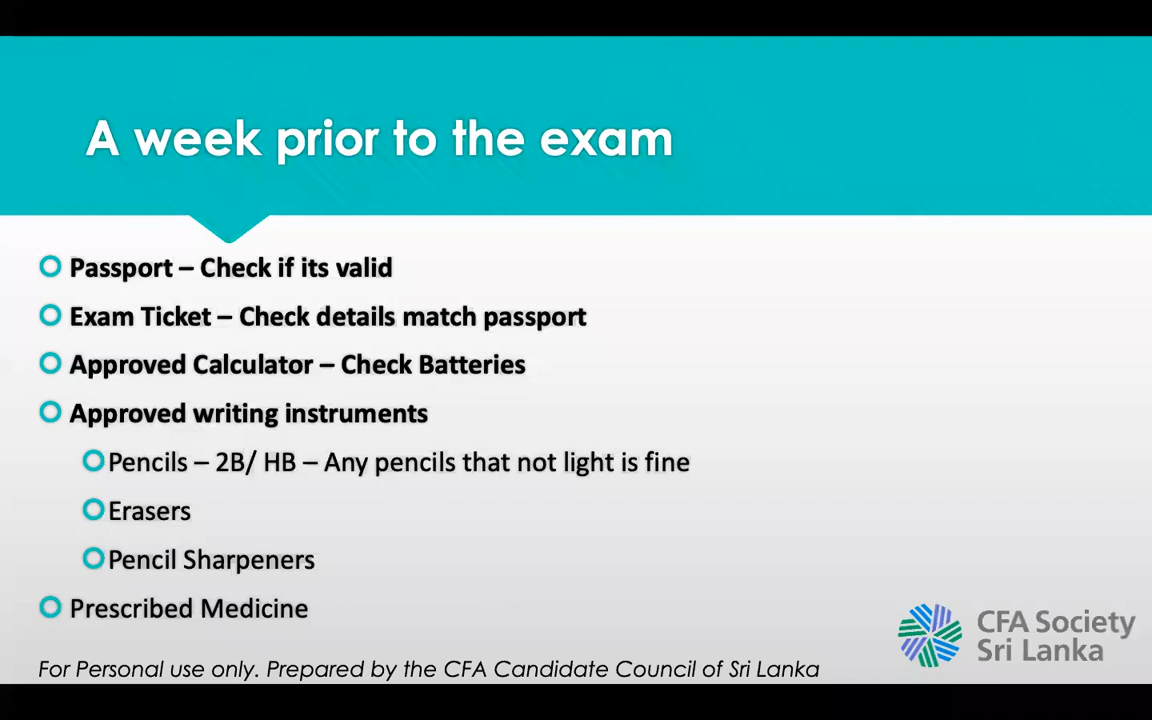 A week prior to the exam
Passport – Check if its valid
Exam Ticket – Check details match passport
Approved Calculator – Check Batteries
Approved writing instruments
Pencils – 2B/ HB – Any pencils that not light is fine
Erasers
Pencil Sharpeners
Prescribed Medicine
CFA Society
Sri Lanka
For Personal use only. Prepared by the CFA Candidate Council of Sri Lanka